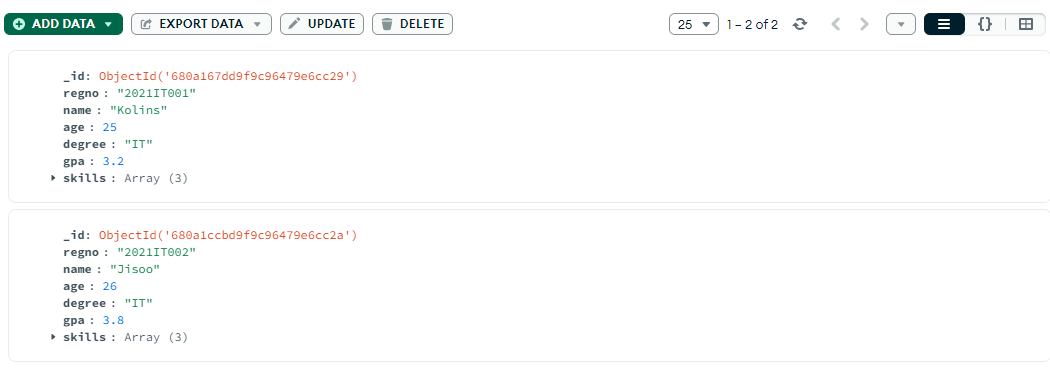 ADD DATA EXPORT DATA UPDATE DELETE 25 1 – 2 of 2 {}
_id: ObjectId('680a167dd9f9c96479e6cc29')
regno : "2021IT001"
name : "Kolins"
age : 25
degree : "IT"
gpa : 3.2
skills : Array (3)
_id: ObjectId('680a1ccbd9f9c96479e6cc2a')
regno : "2021IT002"
name : "Jisoo"
age : 26
degree : "IT"
gpa : 3.8
skills : Array (3)